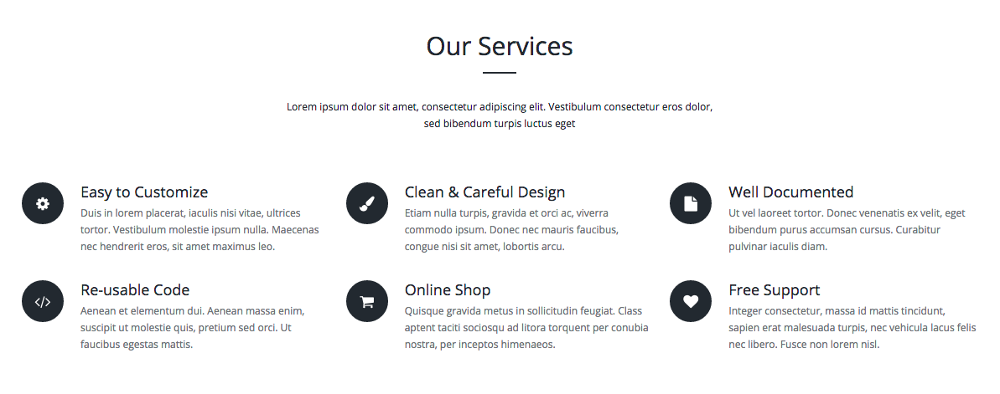 Our Services
Lorem ipsum dolor sit amet, consectetur adipiscing elit. Vestibulum consectetur eros dolor,
sed bibendum turpis luctus eget
Easy to Customize
Duis in lorem placerat, iaculis nisi vitae, ultrices
tortor. Vestibulum molestie ipsum nulla. Maecenas
nec hendrerit eros, sit amet maximus leo.
Clean & Careful Design
Etiam nulla turpis, gravida et orci ac, viverra
commodo ipsum. Donec nec mauris faucibus,
congue nisi sit amet, lobortis arcu.
Well Documented
Ut vel laoreet tortor. Donec venenatis ex velit, eget
bibendum purus accumsan cursus. Curabitur
pulvinar iaculis diam.
Re-usable Code
Aenean et elementum dui. Aenean massa enim,
suscipit ut molestie quis, pretium sed orci. Ut
faucibus egestas mattis.
Online Shop
Quisque gravida metus in sollicitudin feugiat. Class
aptent taciti sociosqu ad litora torquent per conubia
nostra, per inceptos himenaeos.
Free Support
Integer consectetur, massa id mattis tincidunt,
sapien erat malesuada turpis, nec vehicula lacus felis
nec libero. Fusce non lorem nisl.